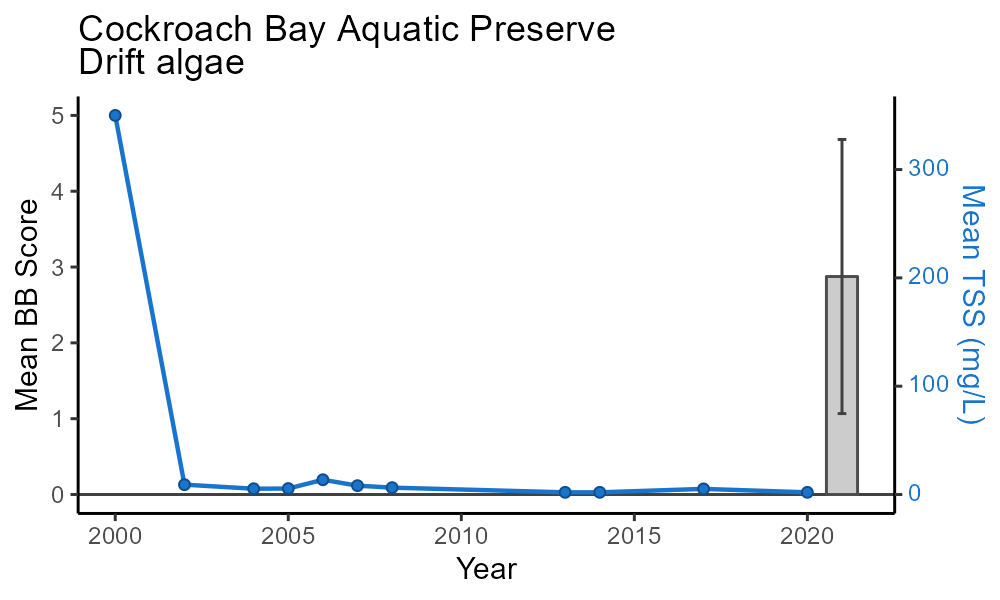 Cockroach Bay Aquatic Preserve
Drift algae
5
4
3
2
1
0
Mean BB Score
300
200
100
0
Mean TSS (mg/L)
2000 2005 2010 2015 2020
Year